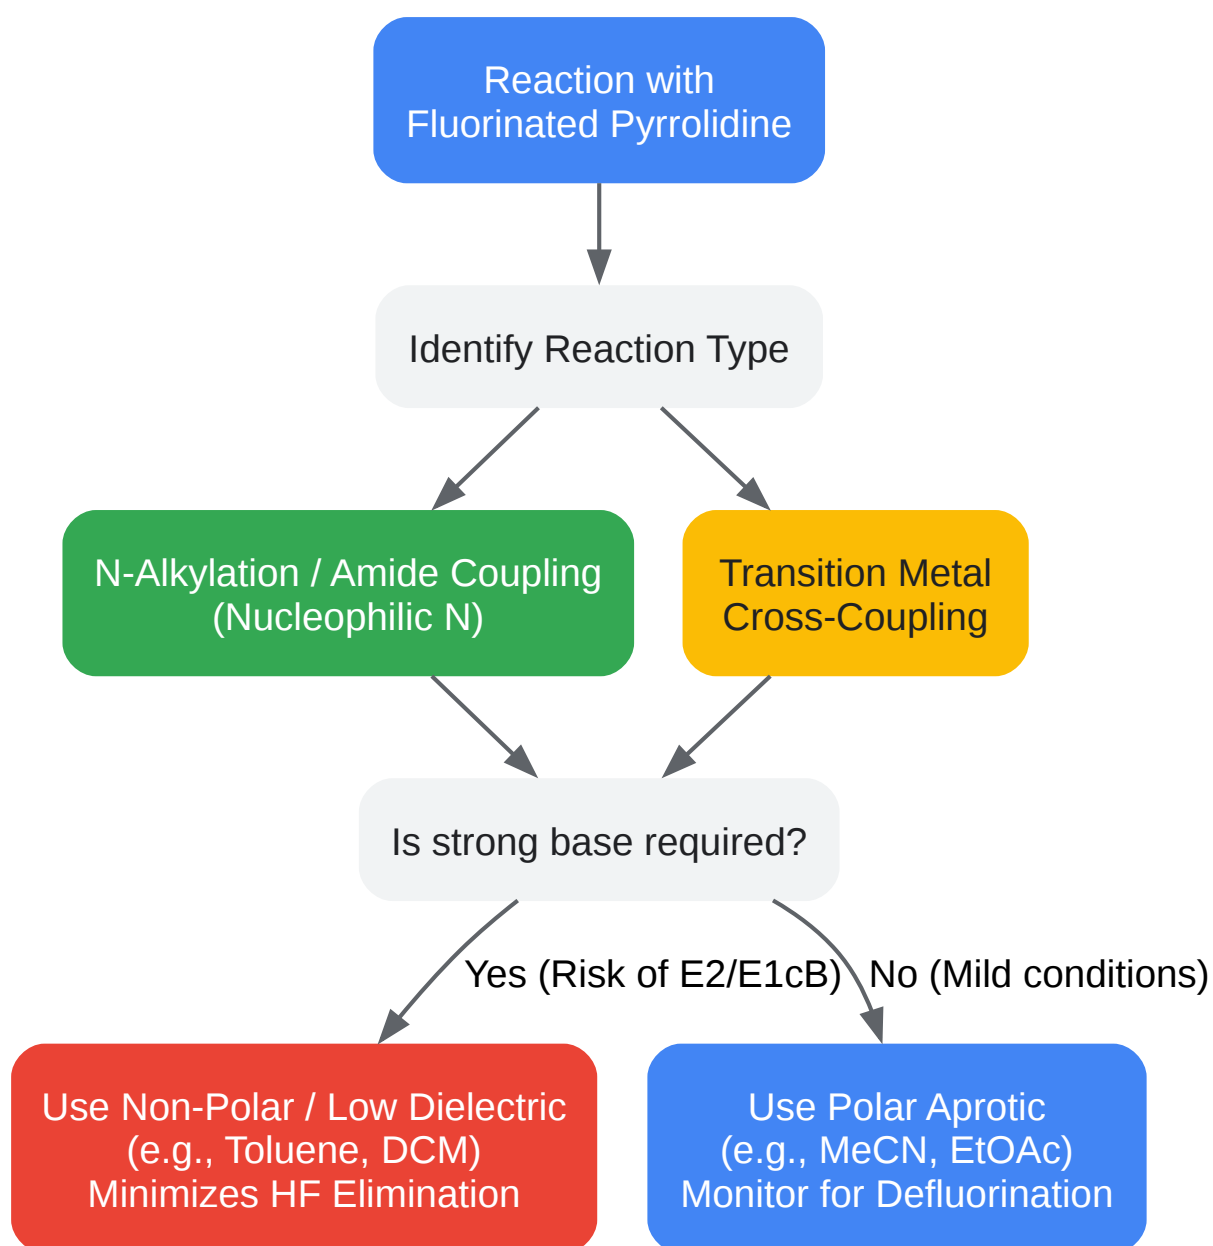 Reaction with
Fluorinated Pyrrolidine
Identify Reaction Type
N-Alkylation / Amide Coupling
(Nucleophilic N)
Transition Metal
Cross-Coupling
Is strong base required?
Yes (Risk of E2/E1cB)
No (Mild conditions)
Use Non-Polar / Low Dielectric
(e.g., Toluene, DCM)
Minimizes HF Elimination
Use Polar Aprotic
(e.g., MeCN, EtOAc)
Monitor for Defluorination